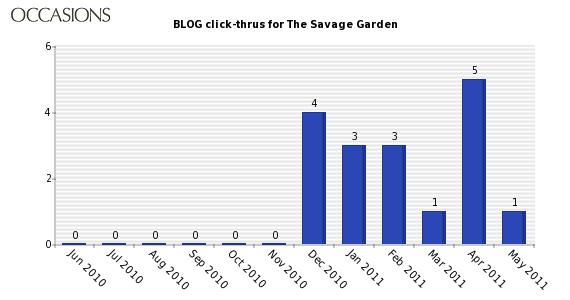 OCCASIONS
BLOG click-thrus for The Savage Garden
6
4
2
0
0 0 0 0 0 0 4 3 3 1 5 1
Jun 2010 Jul 2010 Aug 2010 Sep 2010 Oct 2010 Nov 2010 Dec 2010 Jan 2011 Feb 2011 Mar 2011 Apr 2011 May 2011